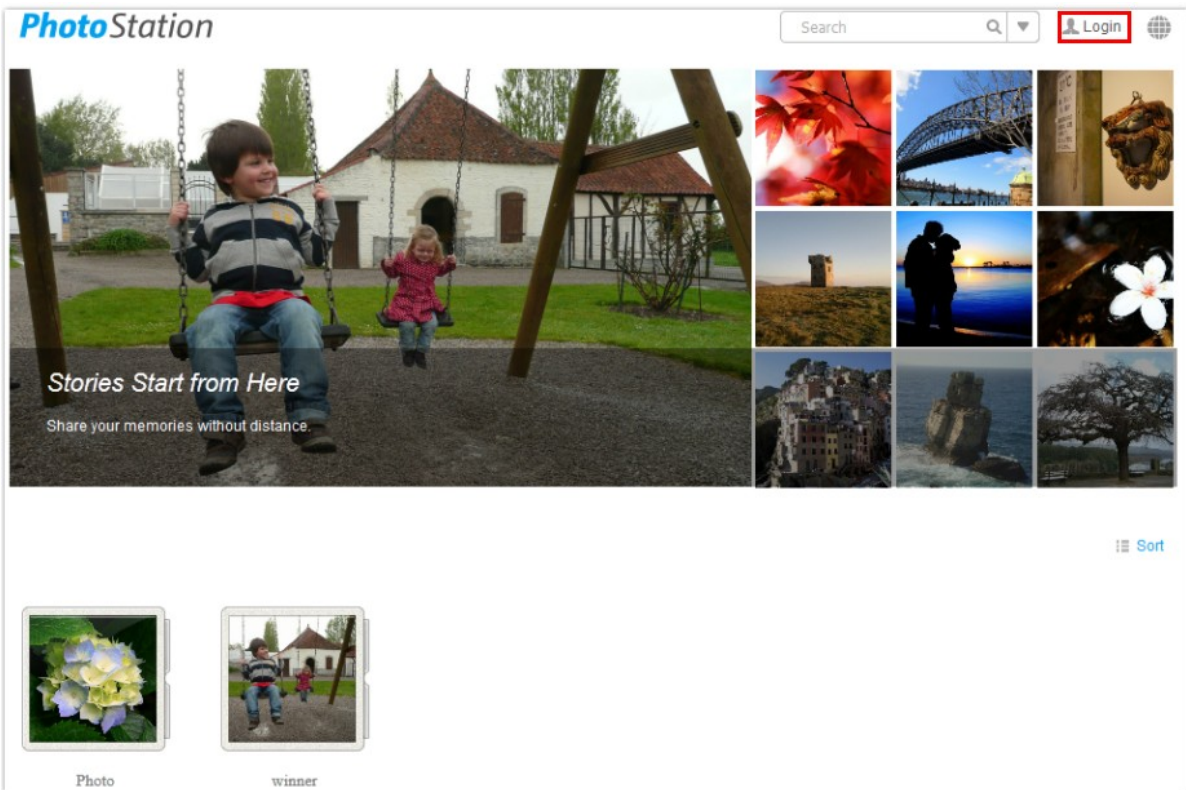 PhotoStation
Search
Login
Stories Start from Here
Share your memories without distance.
Sort
Photo
winner